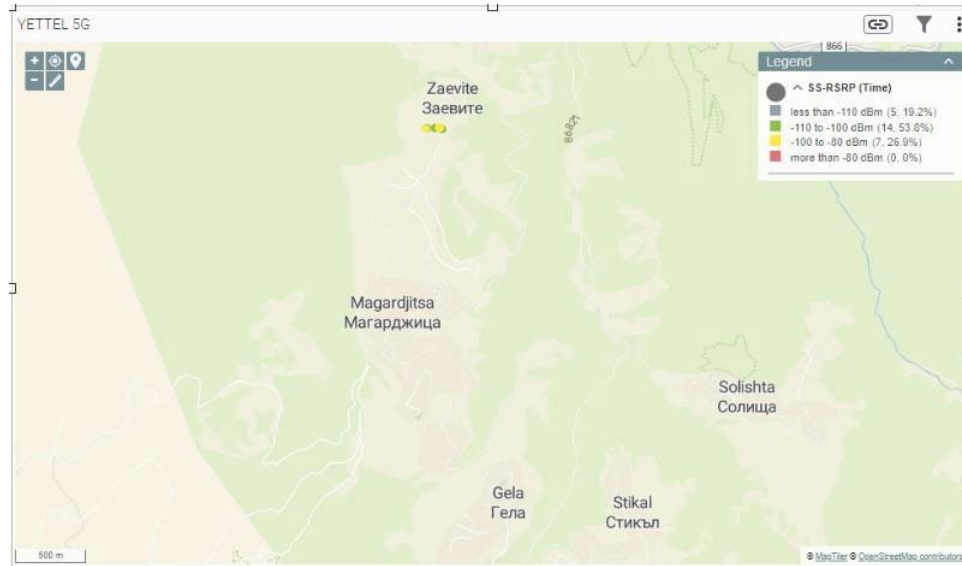 YETTEL 5G
866
Legend
SS-RSRP (Time)
less than -110 dBm (5, 19.2%)
-110 to -100 dBm (14, 53.8%)
-100 to -80 dBm (7, 26.9%)
more than -80 dBm (0, 0%)
Zaevite
Заевите
Magardjitsa
Магарджица
Solishta
Солища
Gela
Гела
Stikal
Стикъл
500 m
© MapTiler © OpenStreetMap contributors